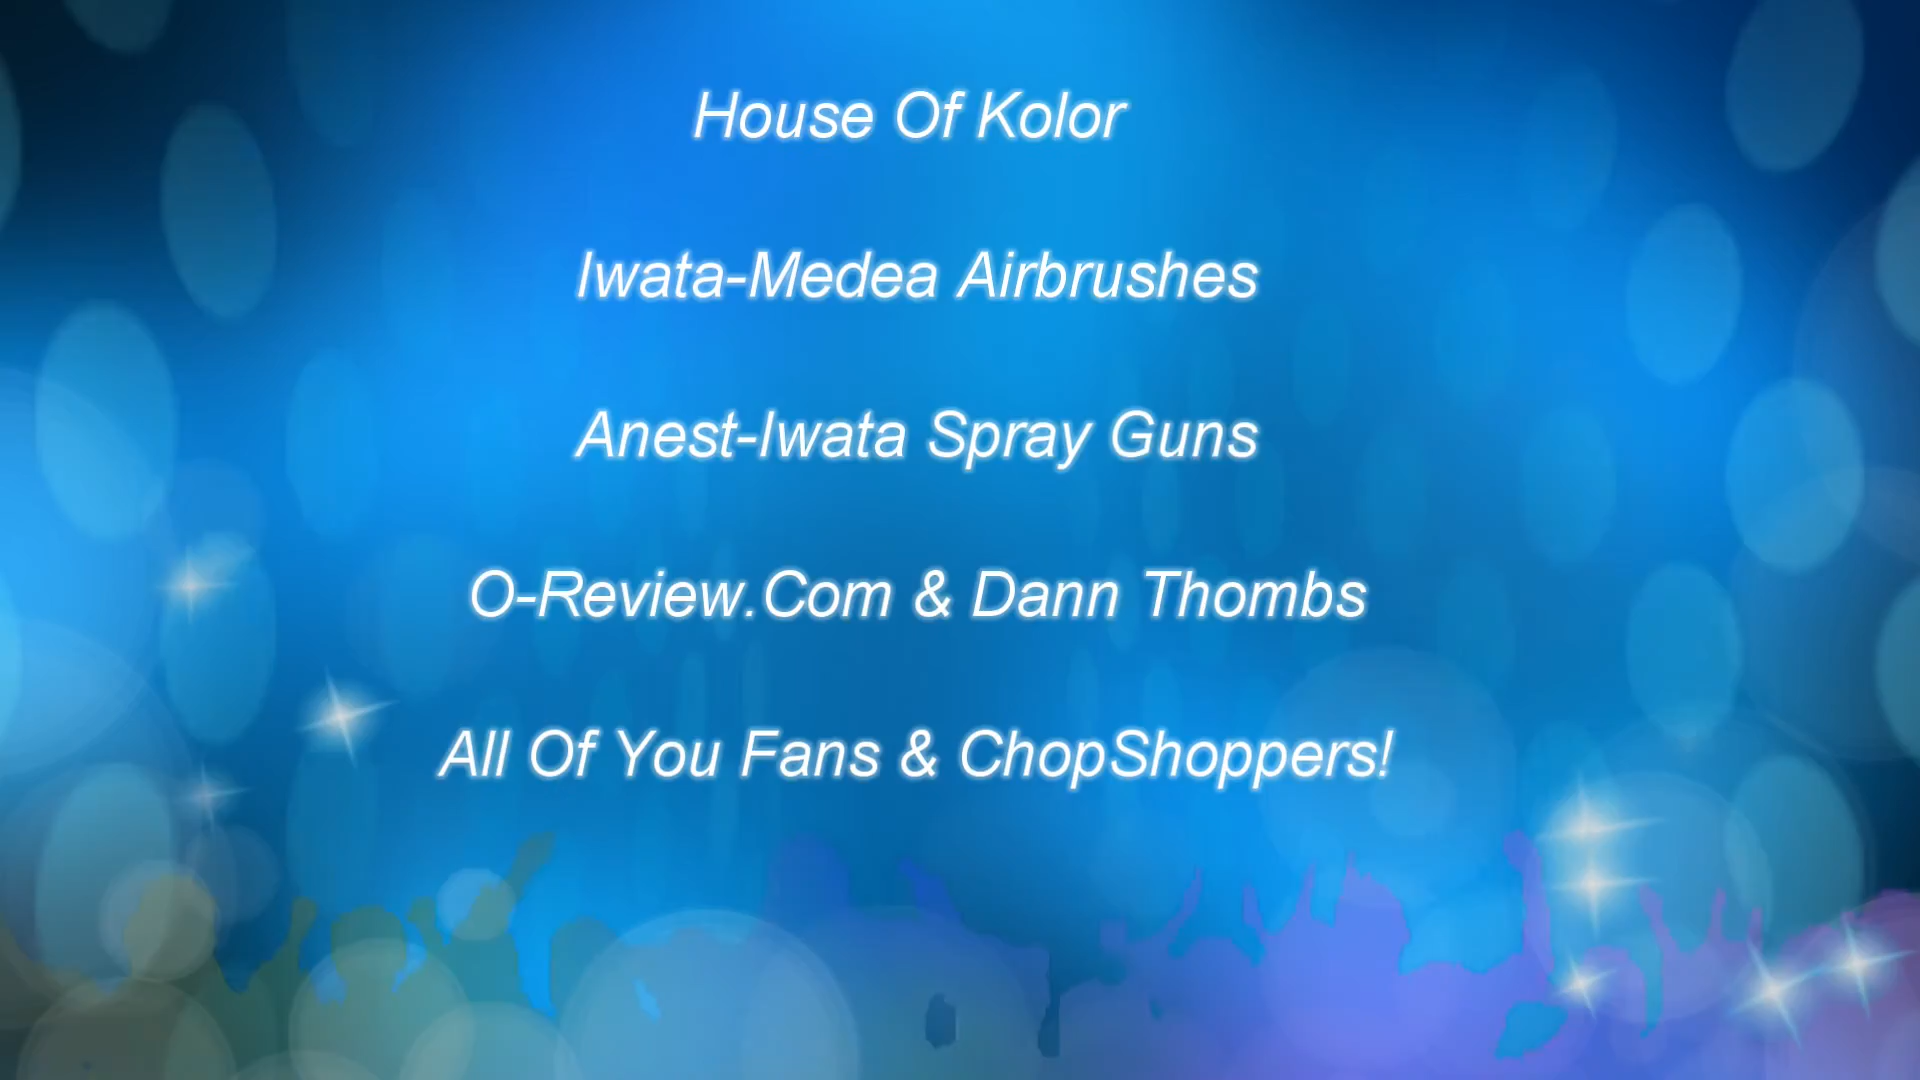 House Of Kolor
Iwata-Medea Airbrushes
Anest-Iwata Spray Guns
O-Review.Com & Dann Thombs
All Of You Fans & ChopShoppers!